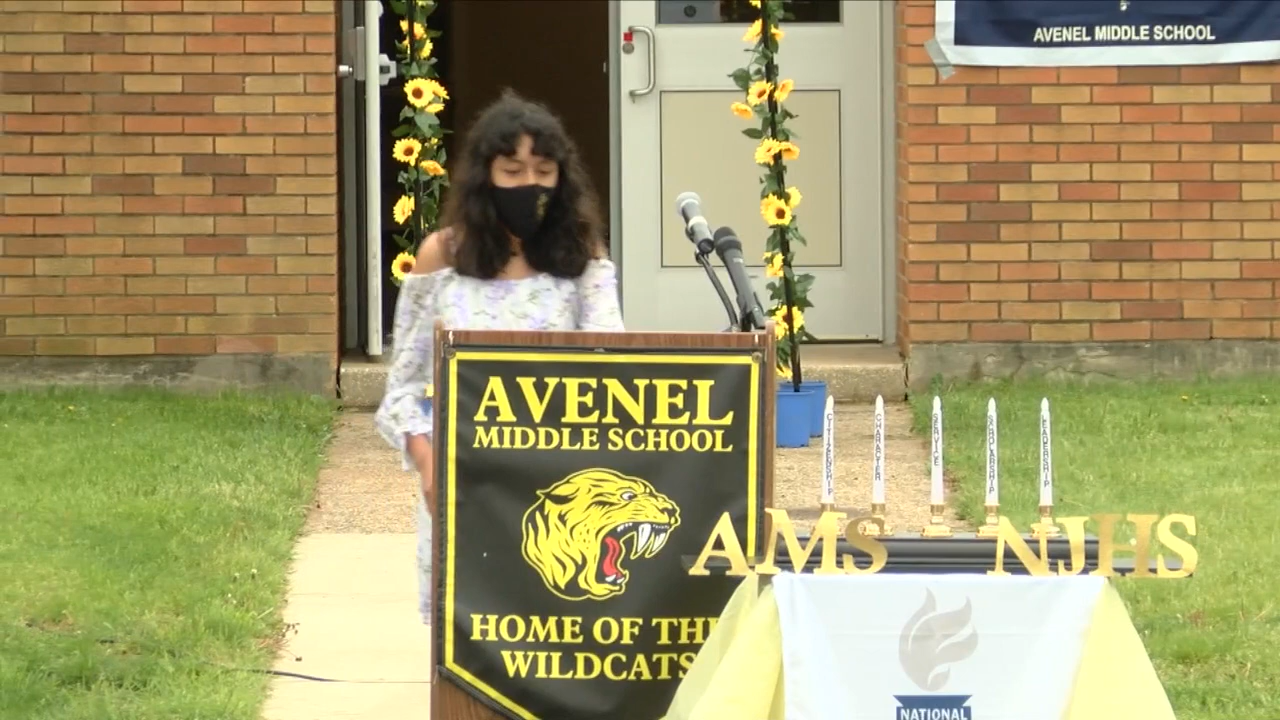 AVENEL MIDDLE SCHOOL
AVENEL
MIDDLE SCHOOL
HOME OF THE
WILDCATS
CITIZENSHIP
CHARACTER
SERVICE
SCHOLARSHIP
LEADERSHIP
AMS NJHS
NATIONAL